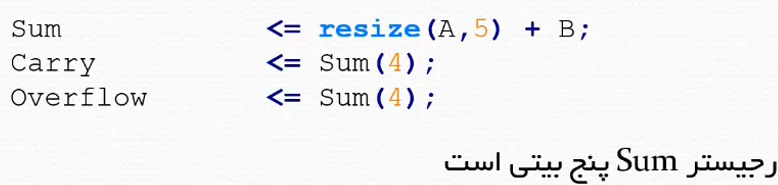 Sum <= resize(A,5) + B;
Carry <= Sum(4);
Overflow <= Sum(4);
رجیستر Sum پنج بیتی است